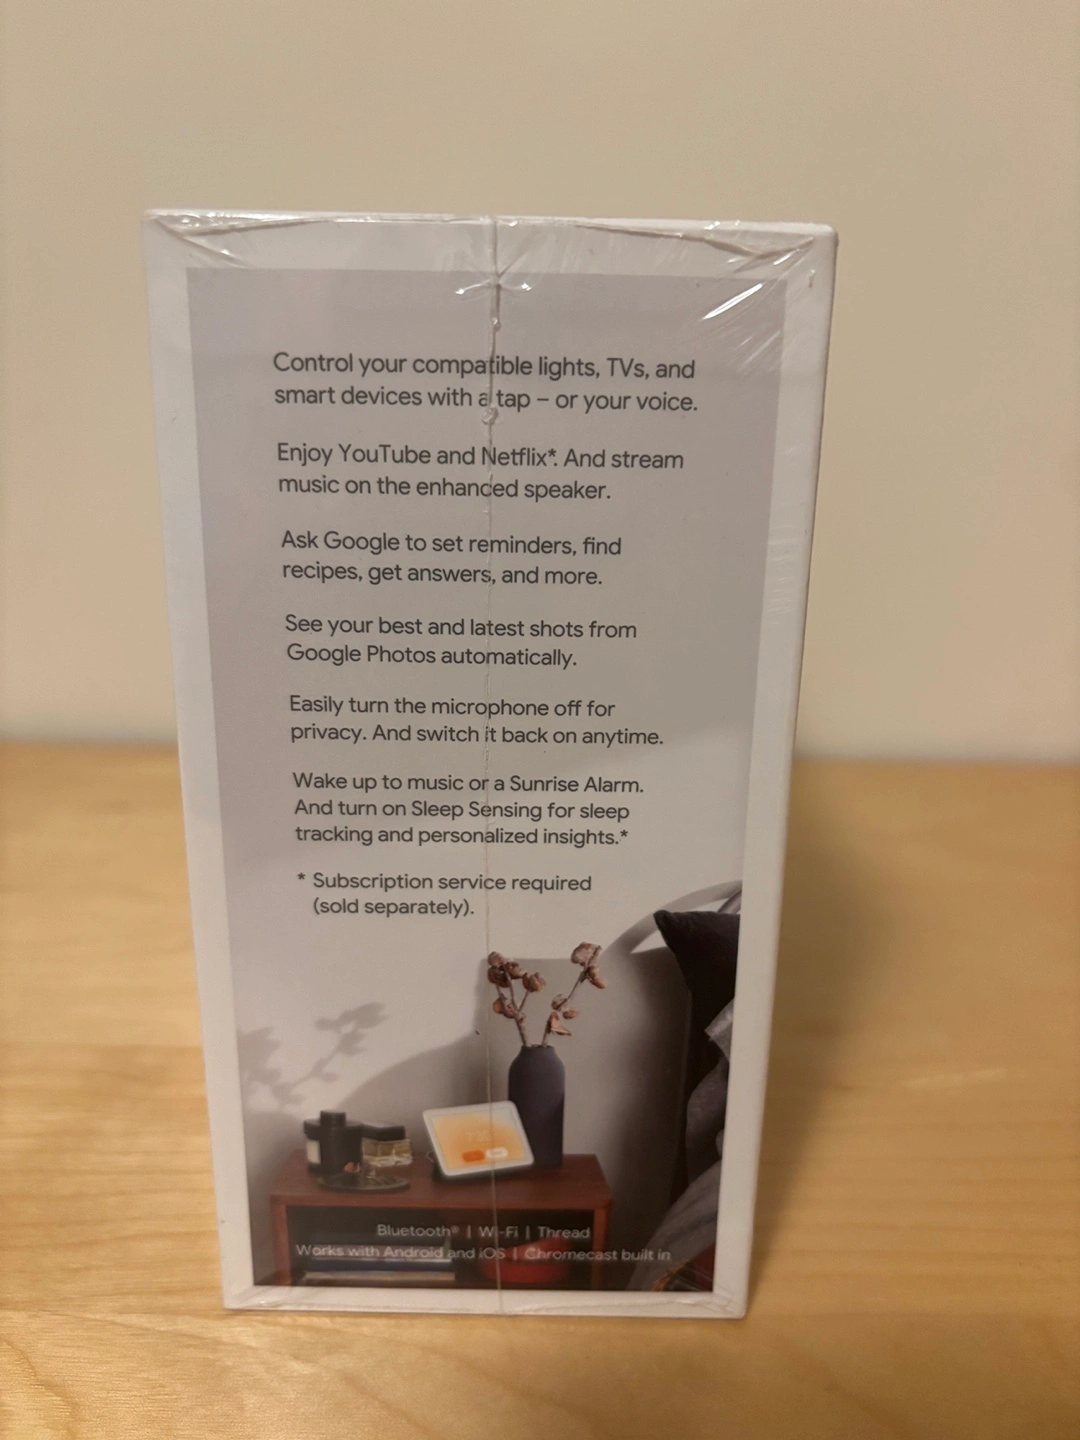 Control your compatible lights, TVs, and
smart devices with a tap – or your voice.
Enjoy YouTube and Netflix*. And stream
music on the enhanced speaker.
Ask Google to set reminders, find
recipes, get answers, and more.
See your best and latest shots from
Google Photos automatically.
Easily turn the microphone off for
privacy. And switch it back on anytime.
Wake up to music or a Sunrise Alarm.
And turn on Sleep Sensing for sleep
tracking and personalized insights.*
* Subscription service required
(sold separately).
Bluetooth® | Wi-Fi | Thread
Works with Android and iOS | Chromecast built in